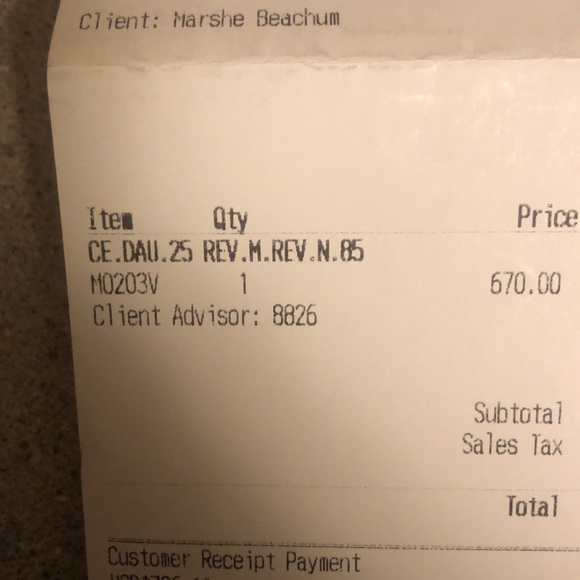 Client: Marshe Beachum
Item Qty Price
CE.DAU.25 REV.M.REV.N.85
M0203V 1 670.00
Client Advisor: 8826
Subtotal
Sales Tax
Total
Customer Receipt Payment